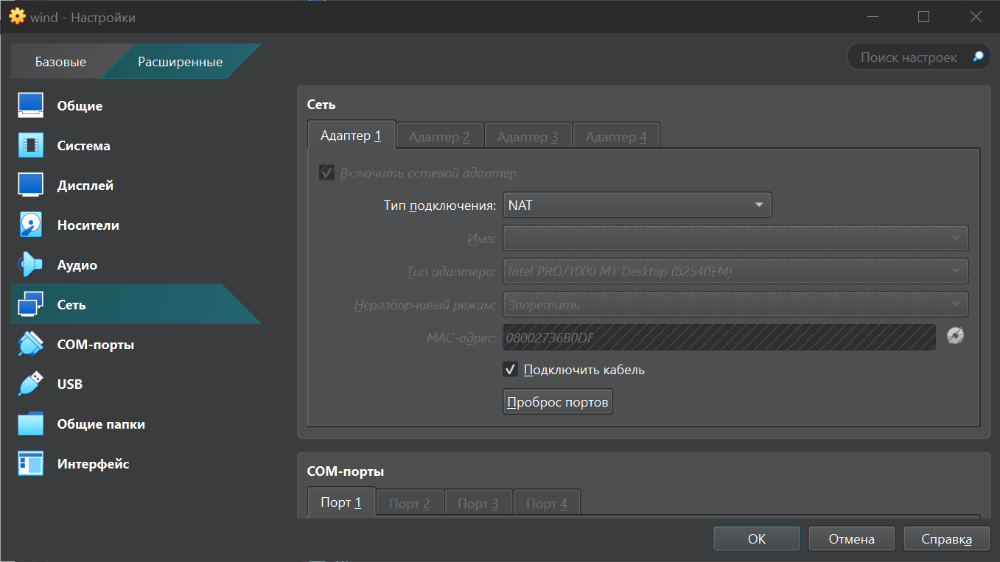 wind - Настройки
Базовые
Расширенные
Поиск настроек
Общие
Система
Дисплей
Носители
Аудио
Сеть
COM-порты
USB
Общие папки
Интерфейс
Сеть
Адаптер 1
Адаптер 2
Адаптер 3
Адаптер 4
Включить сетевой адаптер
Тип подключения: NAT
Имя:
Тип адаптера: Intel PRO/1000 MT Desktop (82540EM)
Неразборчивый режим: Запретить
MAC-адрес: 08002736B0DF
Подключить кабель
Проброс портов
COM-порты
Порт 1
Порт 2
Порт 3
Порт 4
OK
Отмена
Справка